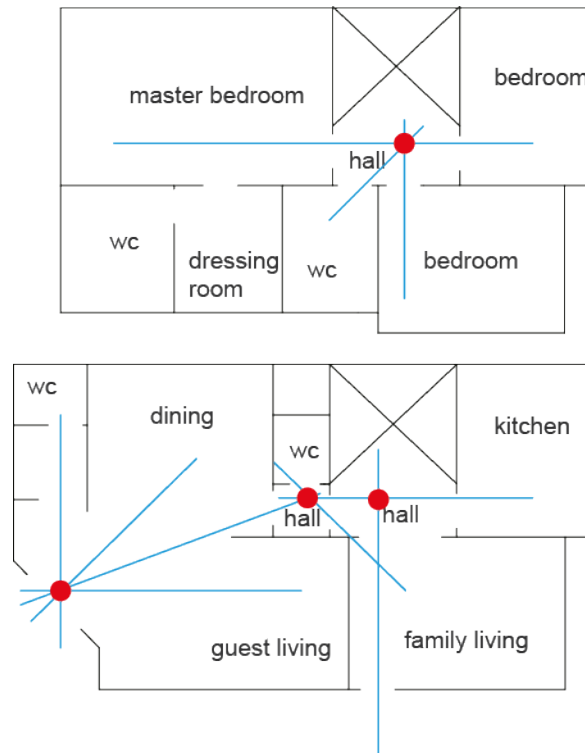 bedroom
master bedroom
hall
wc
dressing
room
wc
bedroom
wc
dining
kitchen
wc
hall
hall
guest living
family living